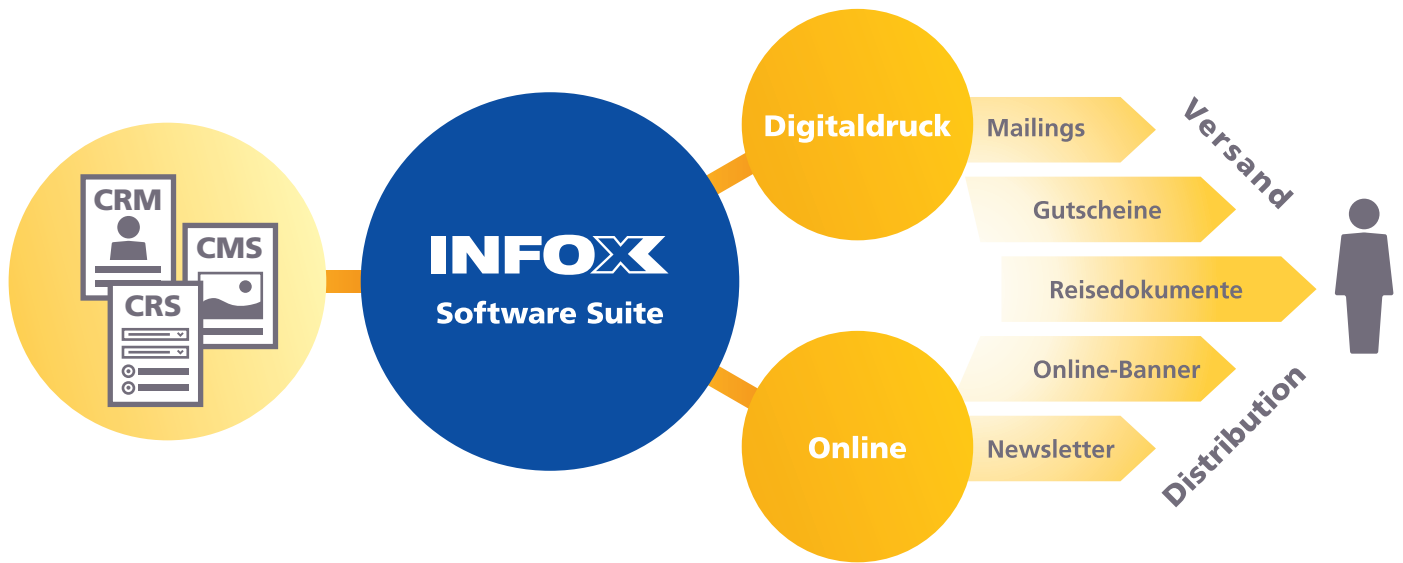 CRM
CMS
CRS
INFOX
Software Suite
Digitaldruck
Mailings
Gutscheine
Reisedokumente
Online
Online-Banner
Newsletter
Versand
Distribution